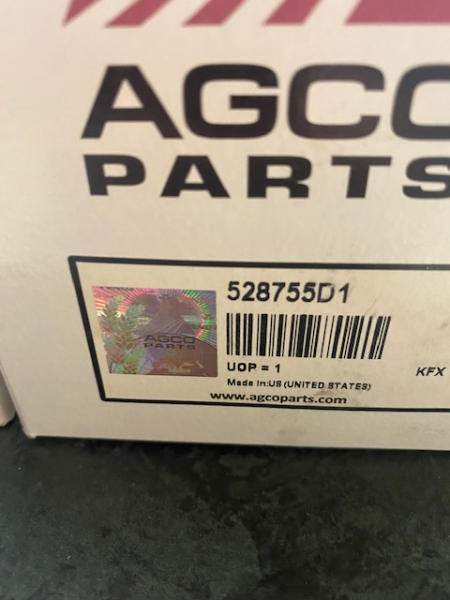 AGCO
PARTS
528755D1
AGCO
PARTS
UOP = 1
KFX
Made In:US (UNITED STATES)
www.agcoparts.com